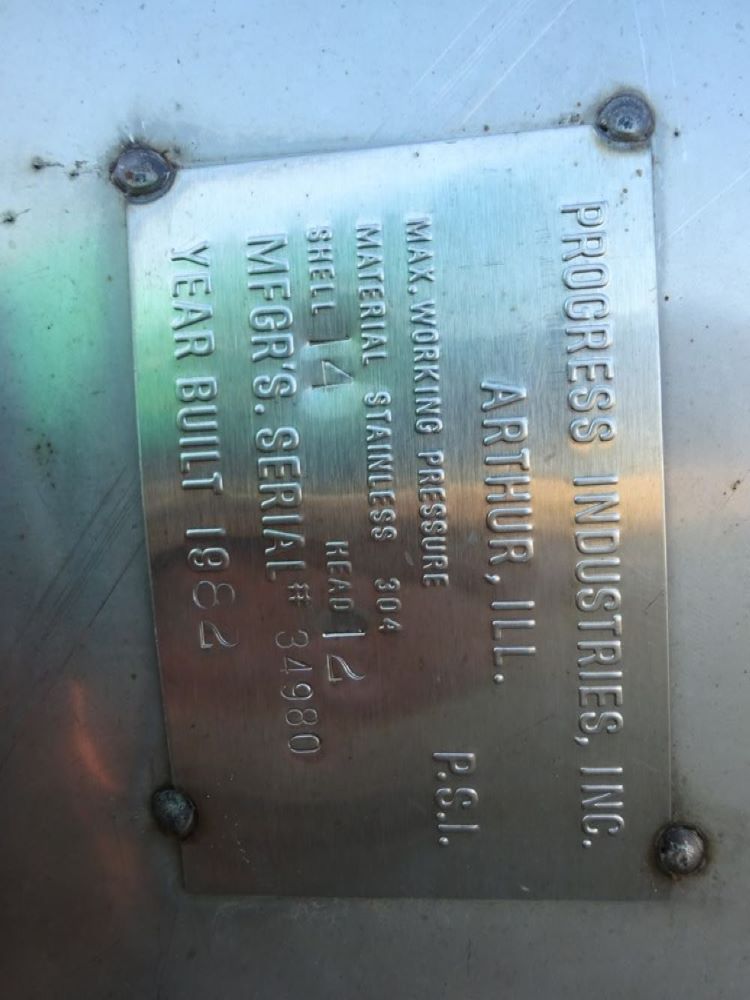 PROGRESS INDUSTRIES, INC.
ARTHUR, ILL.
MAX. WORKING PRESSURE P.S.I.
MATERIAL STAINLESS 304
SHELL 14 HEAD 12
MFGR'S. SERIAL # 34980
YEAR BUILT 1982